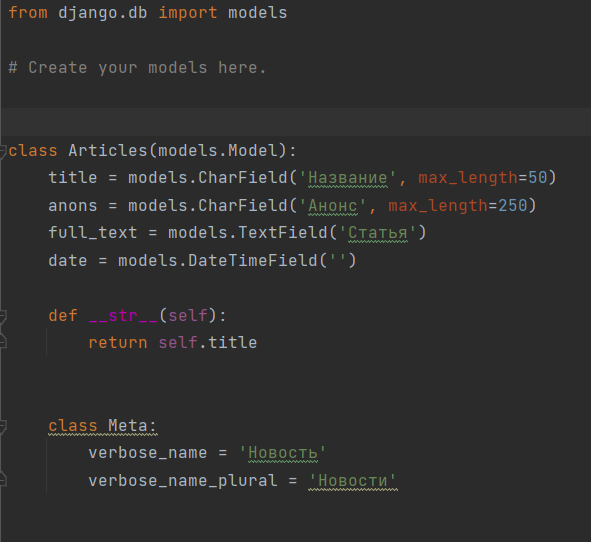 from django.db import models
# Create your models here.
class Articles(models.Model):
    title = models.CharField('Название', max_length=50)
    anons = models.CharField('Анонс', max_length=250)
    full_text = models.TextField('Статья')
    date = models.DateTimeField('')
    def __str__(self):
        return self.title
    class Meta:
        verbose_name = 'Новость'
        verbose_name_plural = 'Новости'